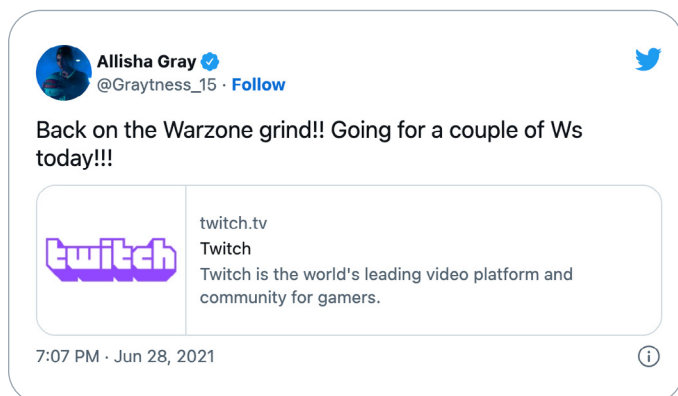 Allisha Gray
@Graytness_15 · Follow
Back on the Warzone grind!! Going for a couple of Ws
today!!!
twitch
twitch.tv
Twitch
Twitch is the world's leading video platform and
community for gamers.
7:07 PM · Jun 28, 2021